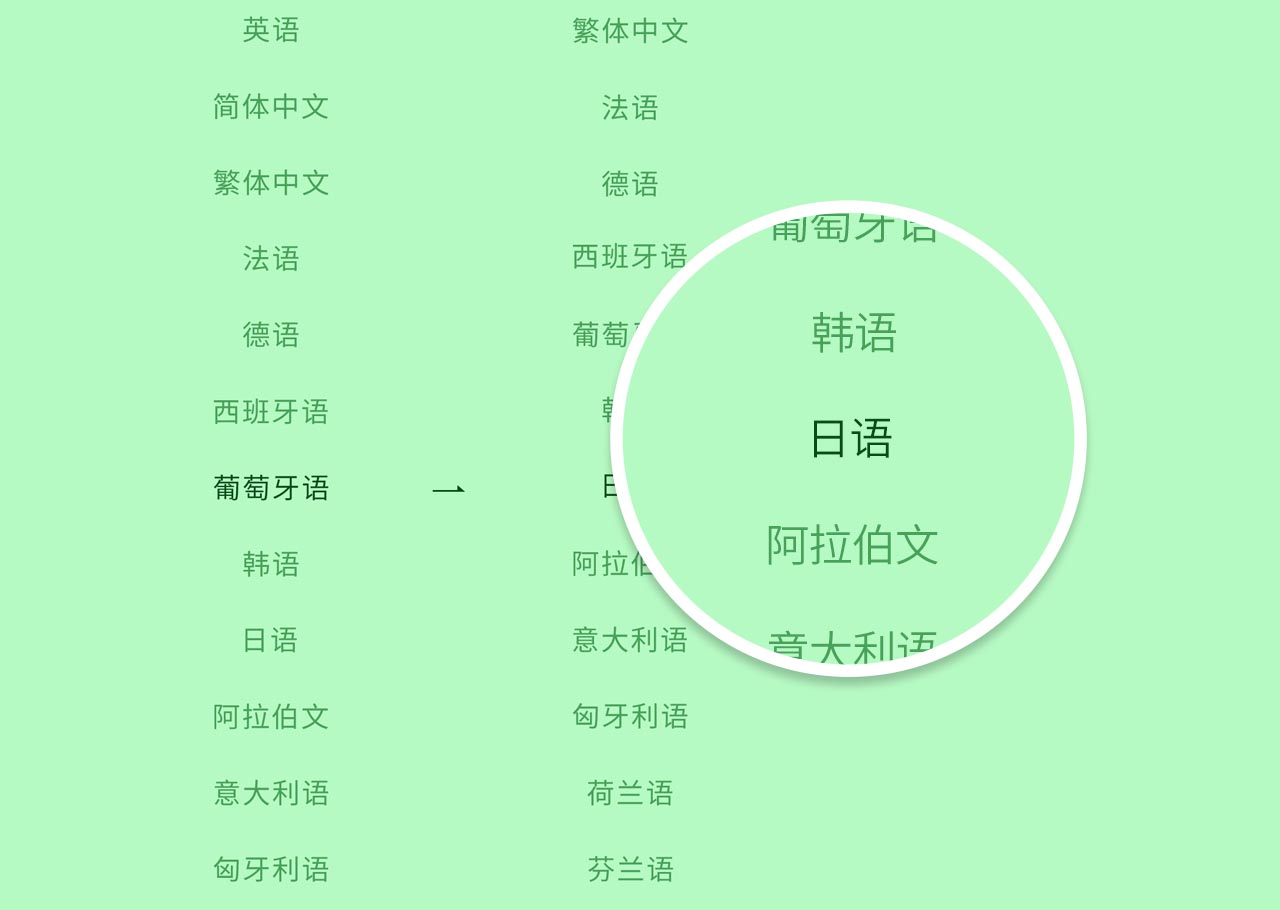 英语
简体中文
繁体中文
法语
德语
西班牙语
葡萄牙语
韩语
日语
阿拉伯文
意大利语
匈牙利语
繁体中文
法语
德语
西班牙语
葡萄
韩
日
阿拉伯
意大利语
匈牙利语
荷兰语
芬兰语
葡萄牙语
韩语
日语
阿拉伯文
意大利语